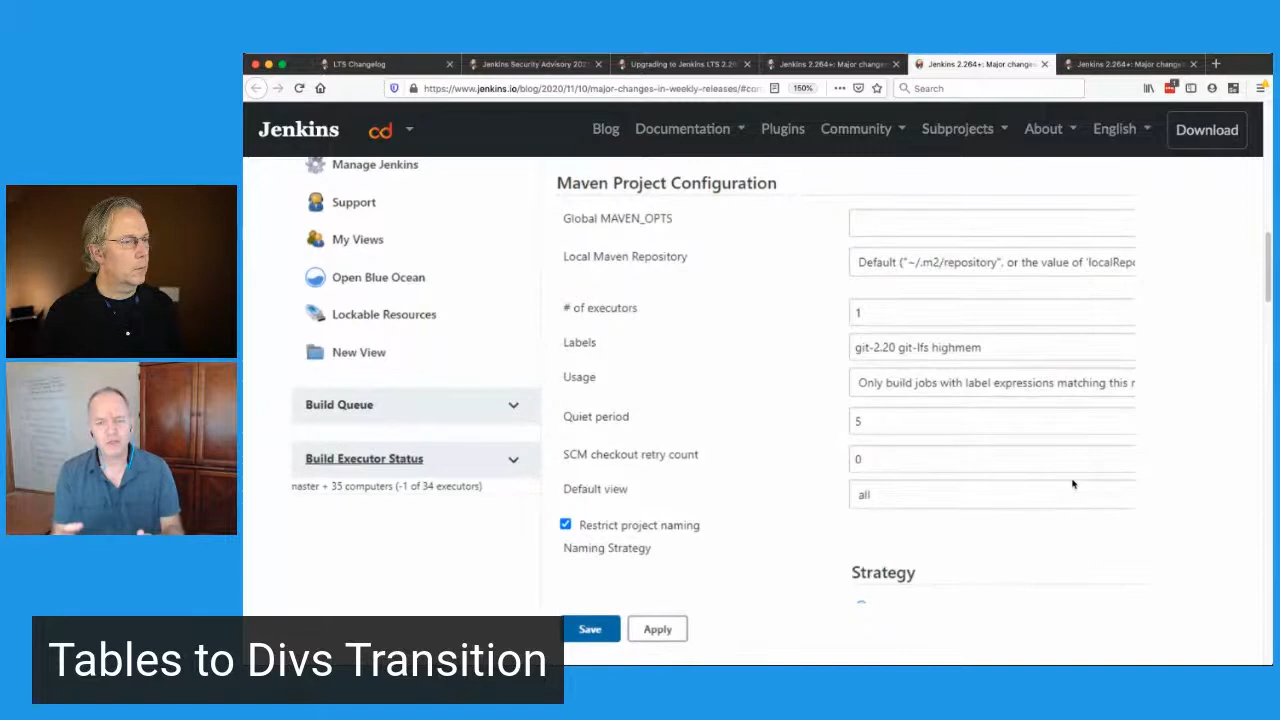 LTS Changelog
Jenkins Security Advisory 202
Upgrading to Jenkins LTS 2.2
Jenkins 2.264+: Major change
Jenkins 2.264+: Major change
Jenkins 2.264+: Major change
https://www.jenkins.io/blog/2020/11/10/major-changes-in-weekly-releases/#co
150%
Search
Jenkins
cd
Blog
Documentation
Plugins
Community
Subprojects
About
English
Download
Manage Jenkins
Support
My Views
Open Blue Ocean
Lockable Resources
New View
Build Queue
Build Executor Status
naster + 35 computers (-1 of 34 executors)
Maven Project Configuration
Global MAVEN_OPTS
Local Maven Repository
Default ("~/.m2/repository", or the value of 'localRepo
# of executors
1
Labels
git-2.20 git-lfs highmem
Usage
Only build jobs with label expressions matching this r
Quiet period
5
SCM checkout retry count
0
Default view
all
Restrict project naming
Naming Strategy
Strategy
Save
Apply
Tables to Divs Transition